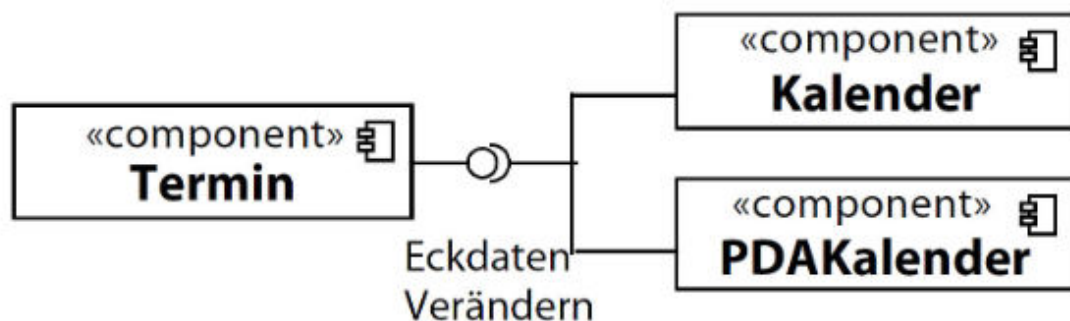 «component»
Kalender
«component»
Termin
«component»
PDAKalender
Eckdaten
Verändern